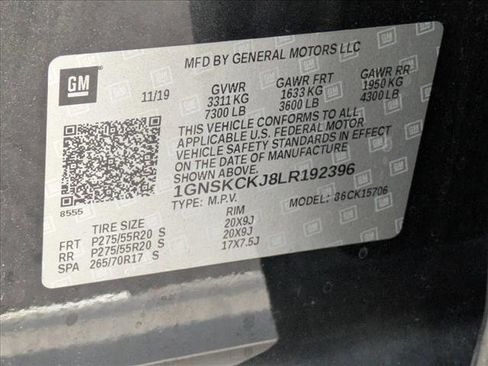 MFD BY GENERAL MOTORS LLC
GM
11/19 GVWR GAWR FRT GAWR RR
3311 KG 1633 KG 1950 KG
7300 LB 3600 LB 4300 LB
THIS VEHICLE CONFORMS TO ALL
APPLICABLE U.S. FEDERAL MOTOR
VEHICLE SAFETY STANDARDS IN EFFECT
ON THE DATE OF MANUFACTURE SHOWN
ABOVE.
1GNSKCKJ8LR192396
8555
TYPE: M.P.V. MODEL: 86CK15706
TIRE SIZE RIM
FRT P275/55R20 S 20X9J
RR P275/55R20 S 20X9J
SPA 265/70R17 S 17X7.5J